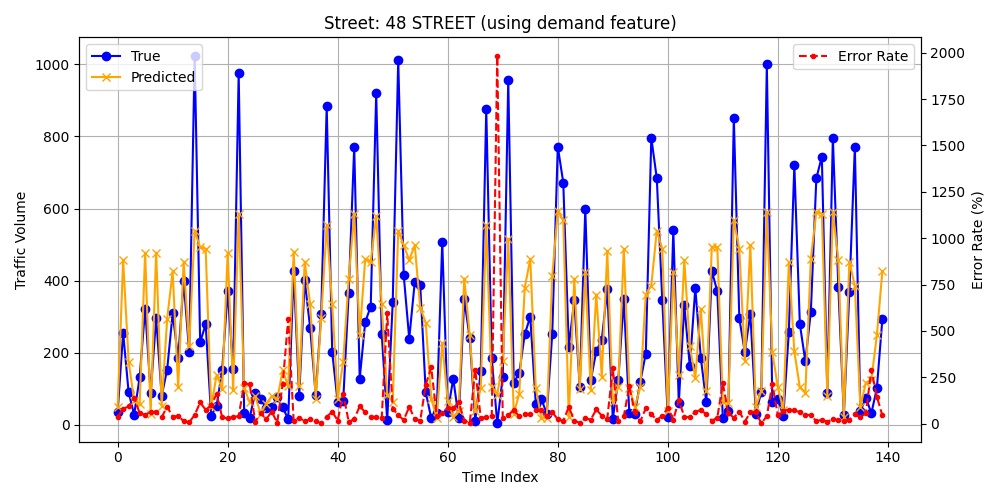 Street: 48 STREET (using demand feature)
True
Predicted
Error Rate
1000
800
600
400
200
0
Traffic Volume
2000
1750
1500
1250
1000
750
500
250
0
Error Rate (%)
0 20 40 60 80 100 120 140
Time Index